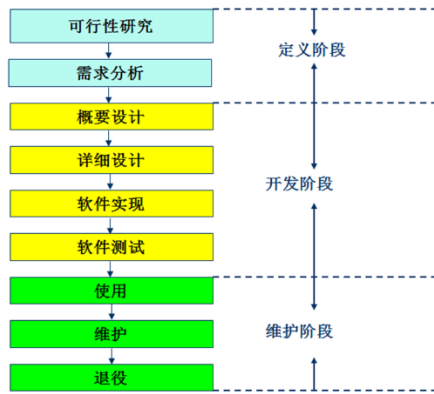 可行性研究
定义阶段
需求分析
概要设计
详细设计
开发阶段
软件实现
软件测试
使用
维护
维护阶段
退役